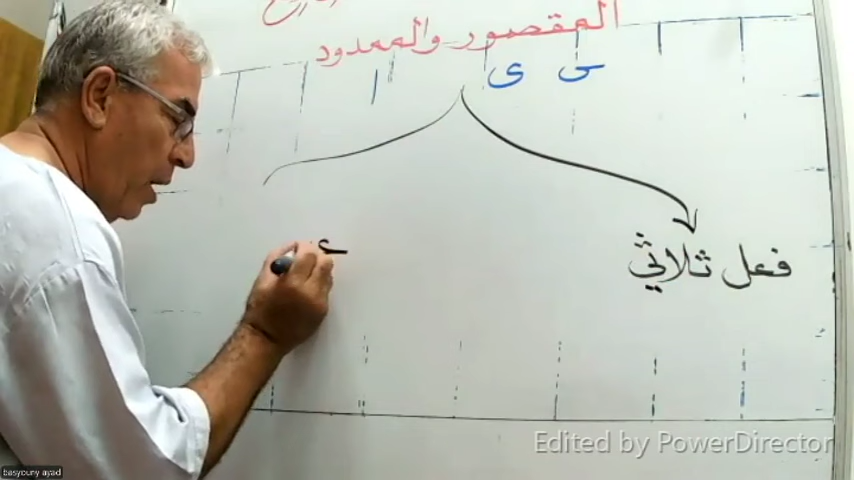 المقصور والممدود
ى ى
فعل ثلاثي
Edited by PowerDirector
basyouny ayad